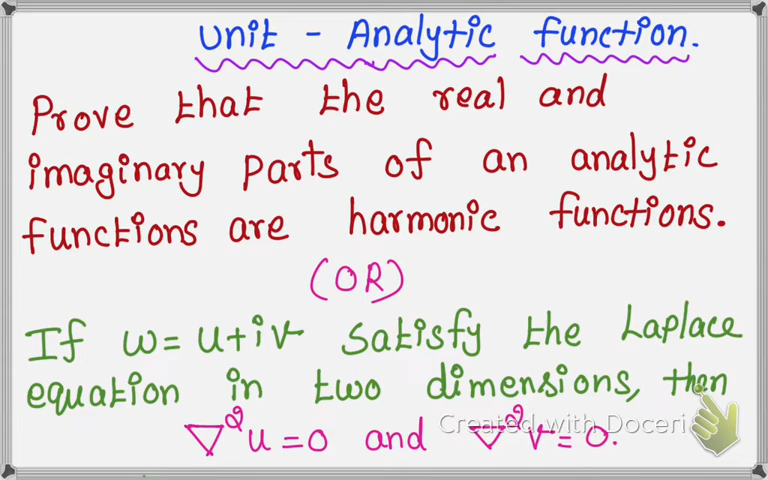 Unit - Analytic function.
Prove that the real and
imaginary parts of an analytic
functions are harmonic functions.
(OR)
If w = u+iv satisfy the Laplace
equation in two dimensions, then
∇²u=0 and ∇²v=0.
Created with Doceri